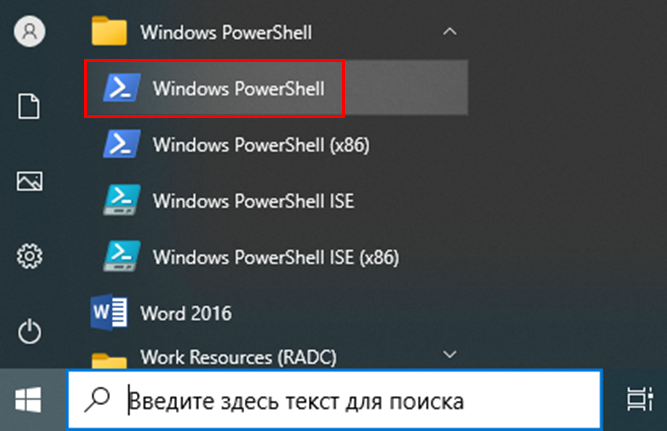 Windows PowerShell
Windows PowerShell
Windows PowerShell (x86)
Windows PowerShell ISE
Windows PowerShell ISE (x86)
Word 2016
Work Resources (RADC)
Введите здесь текст для поиска